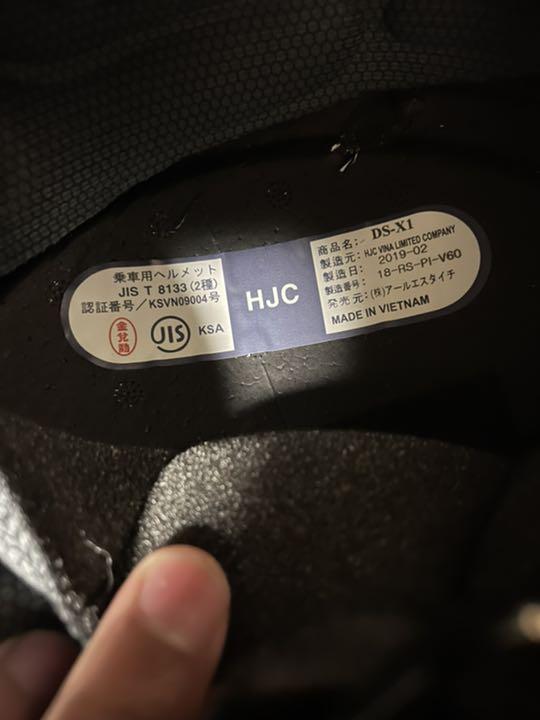 乗車用ヘルメット
JIS T 8133(2種)
認証番号/KSVN09004号
JIS
KSA
HJC
商品名: DS-X1
製造元: HJC VINA LIMITED COMPANY
製造日: 2019-02
製造番号: 18-RS-PI-V60
発売元: (株)アールエスタイチ
MADE IN VIETNAM